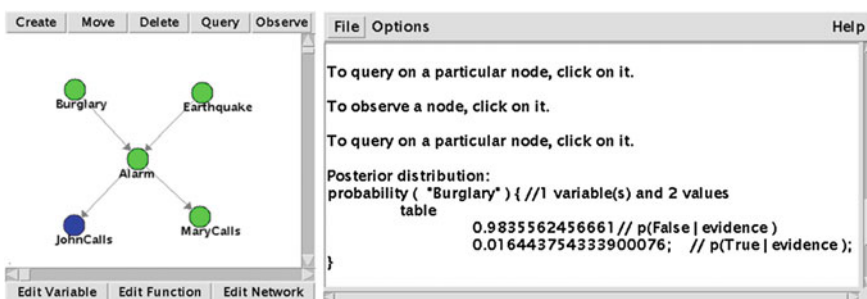 Create Move Delete Query Observe
Burglary
Earthquake
Alarm
JohnCalls
MaryCalls
Edit Variable Edit Function Edit Network
File Options Help
To query on a particular node, click on it.
To observe a node, click on it.
To query on a particular node, click on it.
Posterior distribution:
probability ( "Burglary" ) { //1 variable(s) and 2 values
table
0.9835562456661 // p(False | evidence )
0.016443754333900076; // p(True | evidence );
}